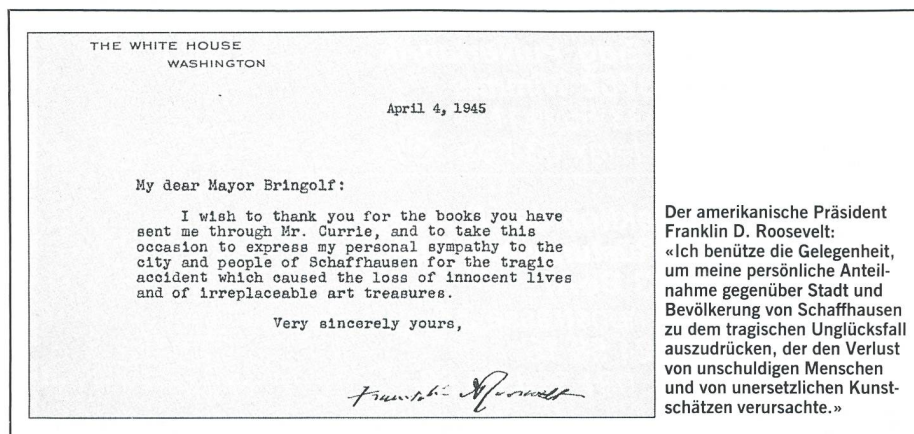 THE WHITE HOUSE
WASHINGTON
April 4, 1945
My dear Mayor Bringolf:
I wish to thank you for the books you have
sent me through Mr. Currie, and to take this
occasion to express my personal sympathy to the
city and people of Schaffhausen for the tragic
accident which caused the loss of innocent lives
and of irreplaceable art treasures.
Very sincerely yours,
Franklin D Roosevelt
Der amerikanische Präsident
Franklin D. Roosevelt:
«Ich benütze die Gelegenheit,
um meine persönliche Anteil-
nahme gegenüber Stadt und
Bevölkerung von Schaffhausen
zu dem tragischen Unglücksfall
auszudrücken, der den Verlust
von unschuldigen Menschen
und von unersetzlichen Kunst-
schätzen verursachte.»